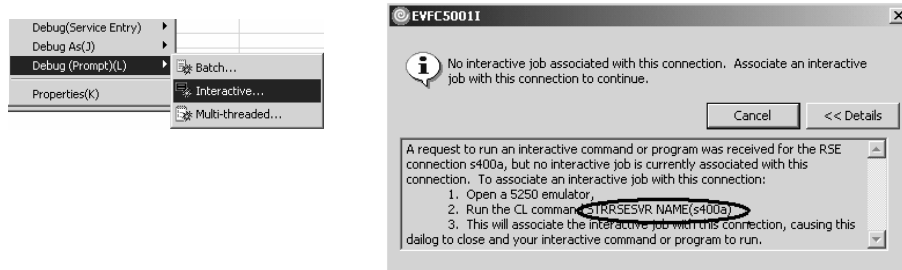 Debug(Service Entry)
Debug As(J)
Debug (Prompt)(L)
Properties(K)
Batch...
Interactive...
Multi-threaded...
EVFC5001I
No interactive job associated with this connection. Associate an interactive
job with this connection to continue.
Cancel
<< Details
A request to run an interactive command or program was received for the RSE
connection s400a, but no interactive job is currently associated with this
connection. To associate an interactive job with this connection:
1. Open a 5250 emulator,
2. Run the CL command STRRSESVR NAME(s400a)
3. This will associate the interactive job with this connection, causing this
dailog to close and your interactive command or program to run.